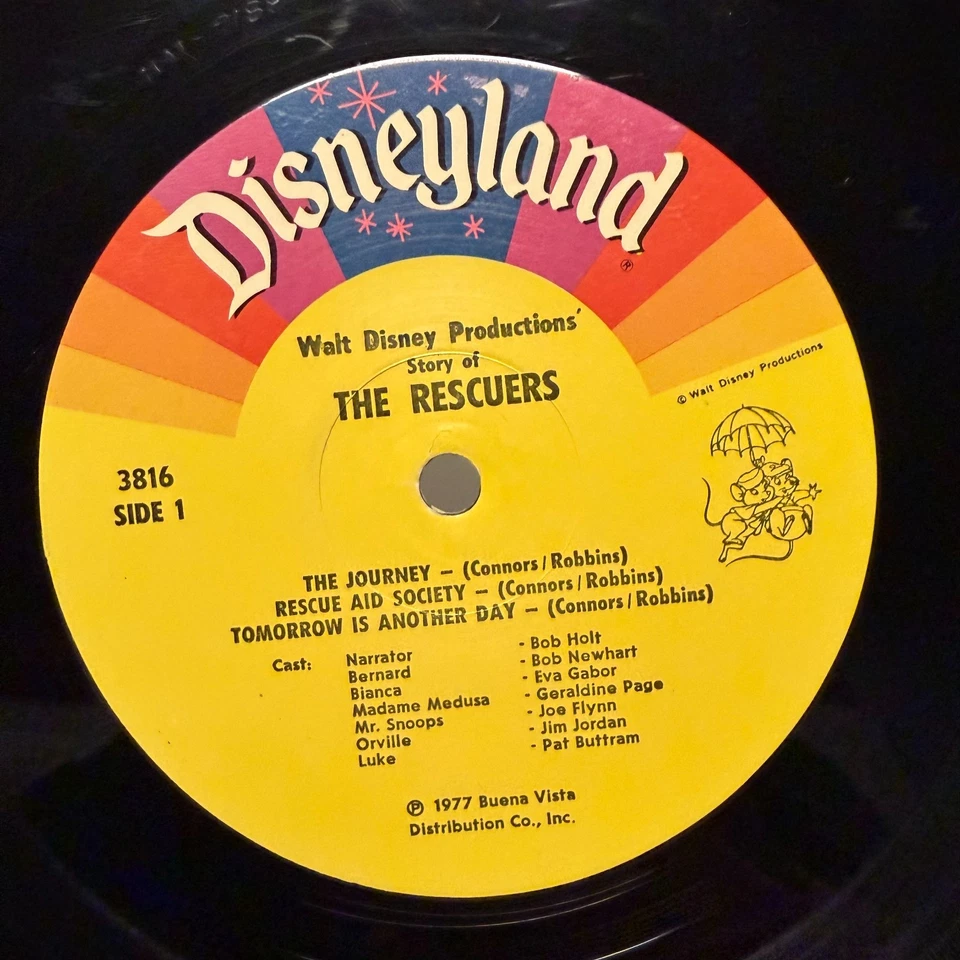 Disneyland
®
Walt Disney Productions'
Story of
THE RESCUERS
© Walt Disney Productions
3816
SIDE 1
THE JOURNEY – (Connors/Robbins)
RESCUE AID SOCIETY – (Connors/Robbins)
TOMORROW IS ANOTHER DAY – (Connors/Robbins)
Cast: Narrator - Bob Holt
Bernard - Bob Newhart
Bianca - Eva Gabor
Madame Medusa - Geraldine Page
Mr. Snoops - Joe Flynn
Orville - Jim Jordan
Luke - Pat Buttram
℗ 1977 Buena Vista
Distribution Co., Inc.